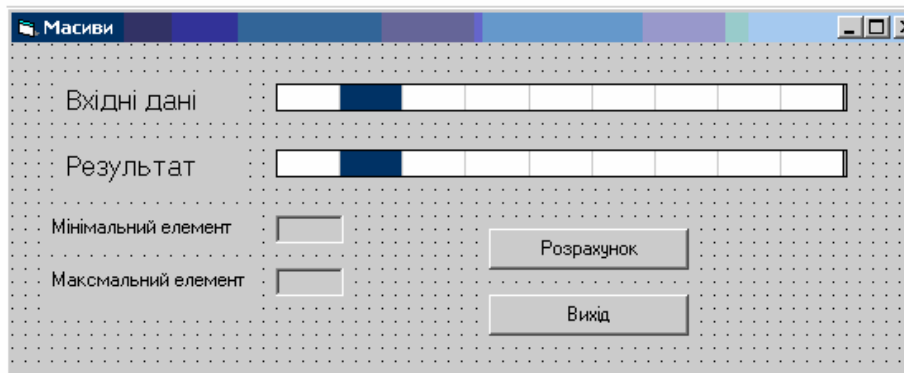 Масиви
Вхідні дані
Результат
Мінімальний елемент
Максмальний елемент
Розрахунок
Вихід